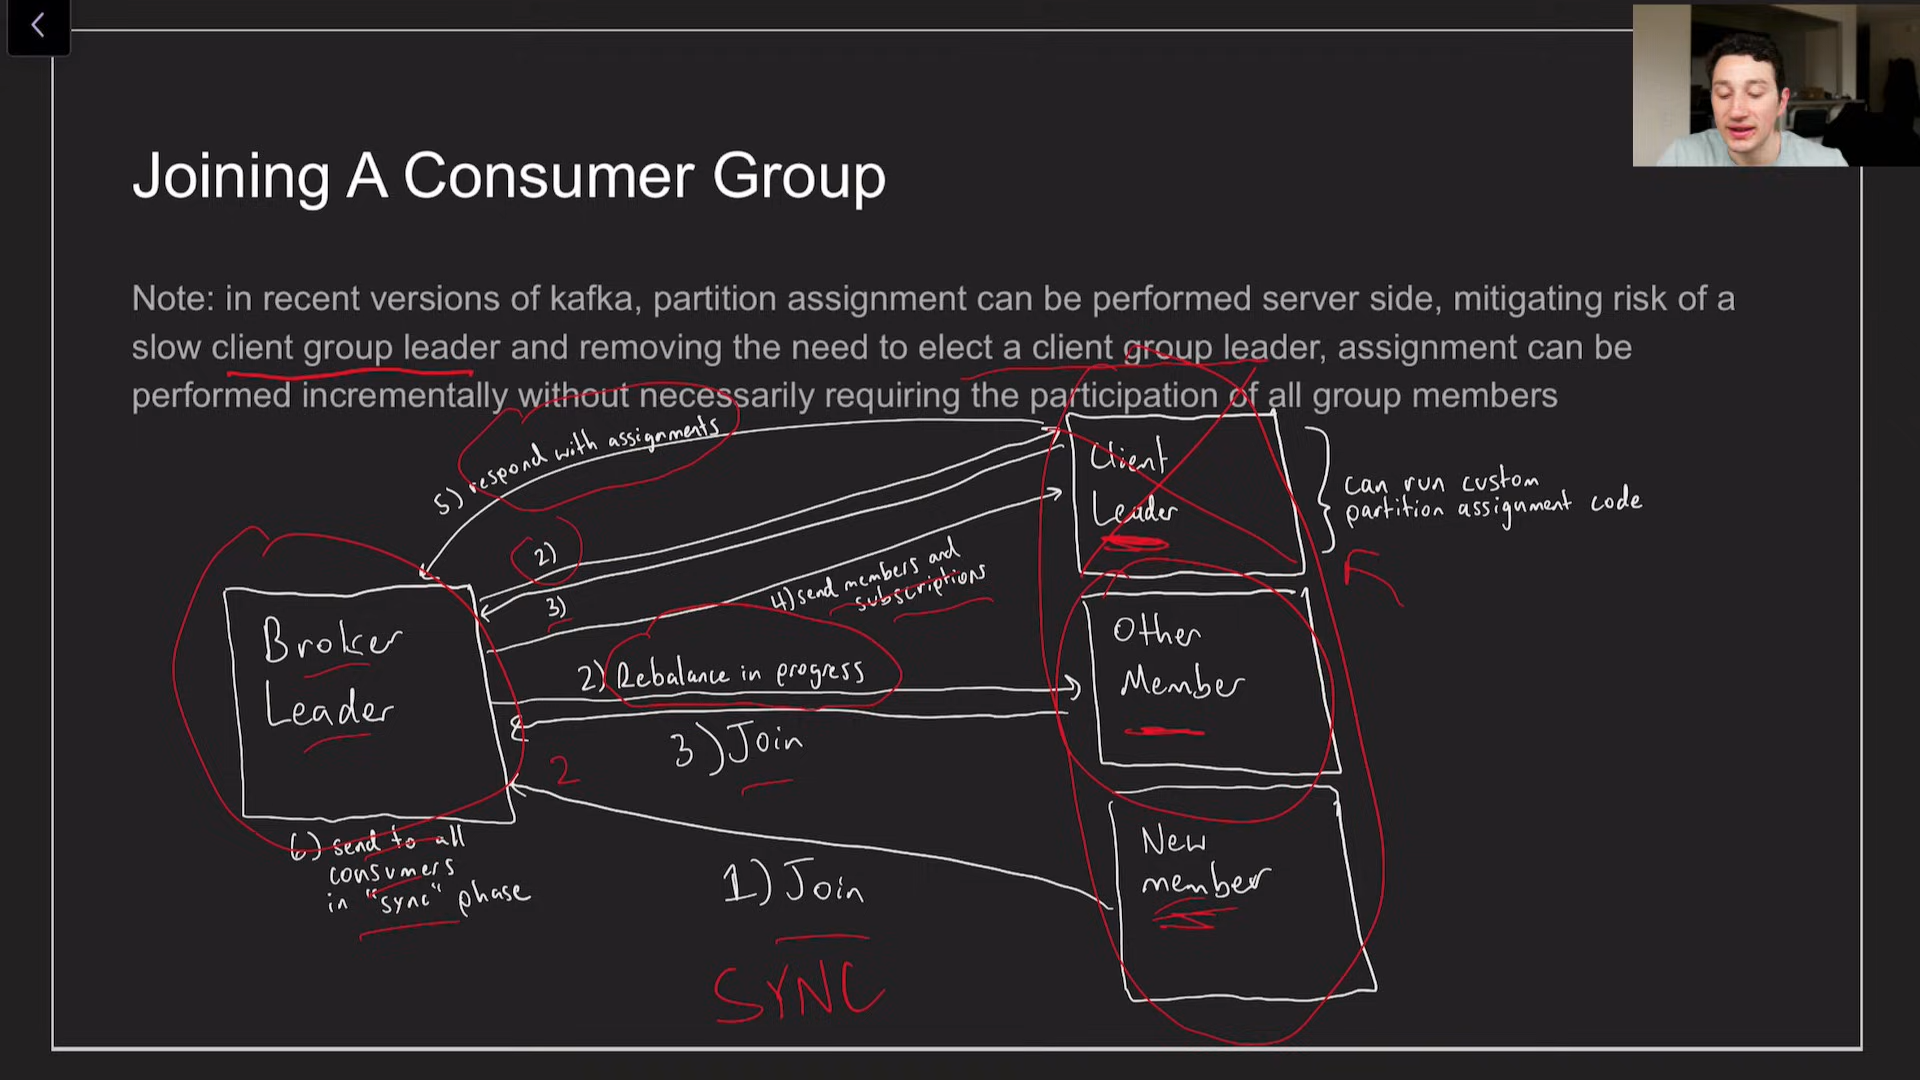 Joining A Consumer Group
Note: in recent versions of kafka, partition assignment can be performed server side, mitigating risk of a
slow client group leader and removing the need to elect a client group leader, assignment can be
performed incrementally without necessarily requiring the participation of all group members
5) respond with assignments
Client
Leader
can run custom
partition assignment code
2)
3)
4) send members and
subscriptions
Broker
Leader
2) Rebalance in progress
Other
Member
3) Join
2
6) send to all
consumers
in "sync" phase
1) Join
New
member
SYNC